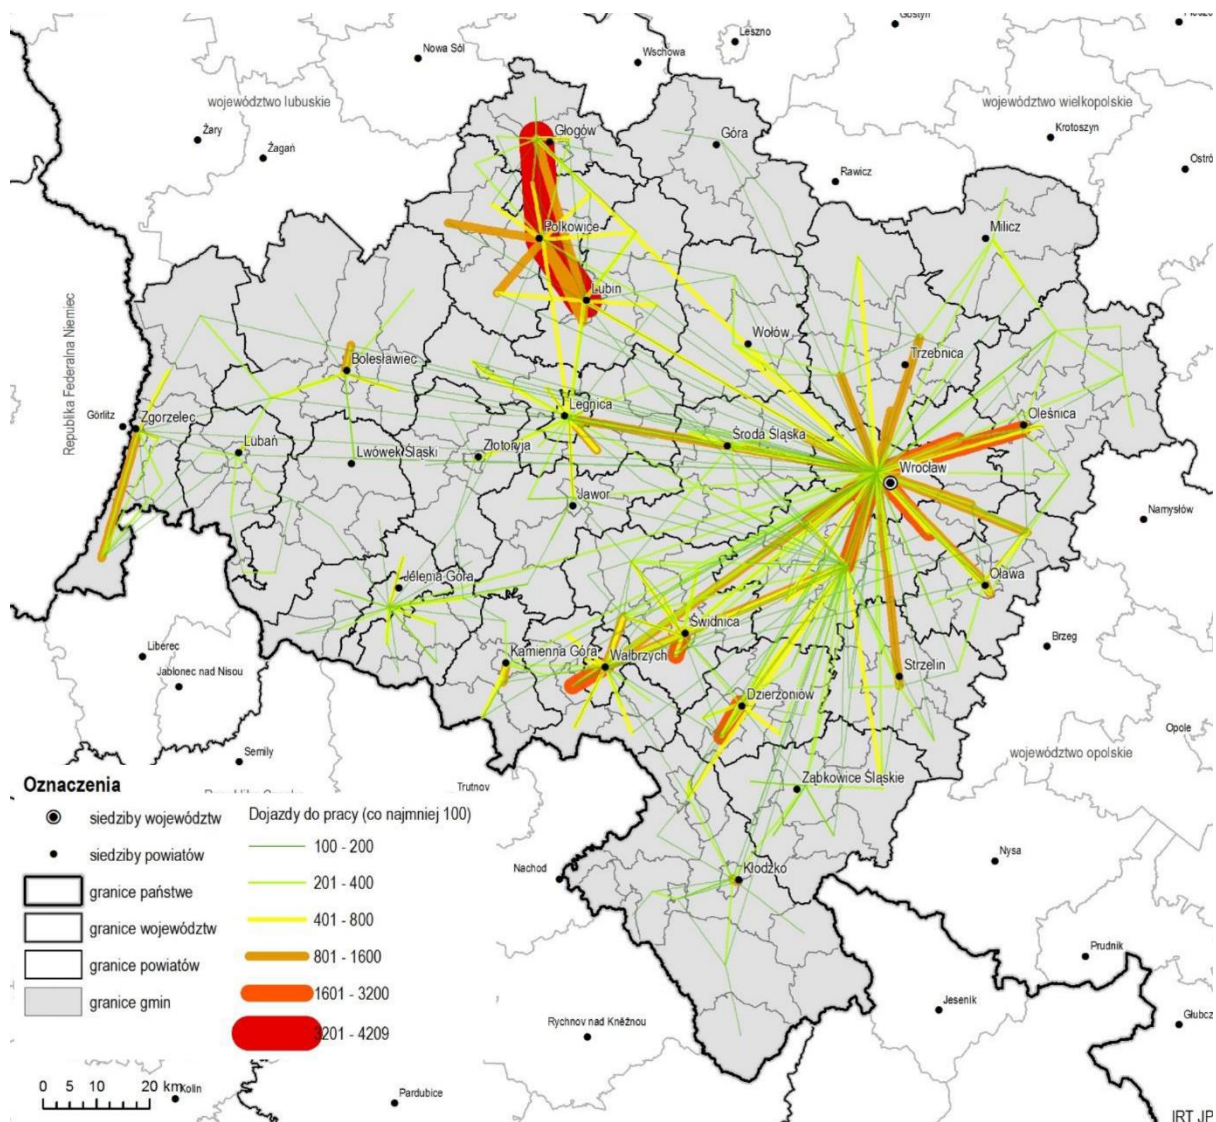 Gostyń
Leszno
Nowa Sól
Wschowa
województwo lubuskie
województwo wielkopolskie
Żary
Żagań
Głogów
Góra
Krotoszyn
Rawicz
Ostró
Polkowice
Milicz
Republika Federalna Niemiec
Lubin
Wołów
Trzebnica
Bolesławiec
Görlitz
Zgorzelec
Legnica
Oleśnica
Lubań
Lwówek Śląski
Złotoryja
Środa Śląska
Wrocław
Jawor
Namysłów
Jelenia Góra
Oława
Świdnica
Liberec
Jablonec nad Nisou
Kamienna Góra
Wałbrzych
Brzeg
Strzelin
Dzierżoniów
Semily
województwo opolskie
Opole
Oznaczenia
Trutnov
Ząbkowice Śląskie
siedziby województw
siedziby powiatów
granice państwe
granice województw
granice powiatów
granice gmin
Dojazdy do pracy (co najmniej 100)
100 - 200
201 - 400
401 - 800
801 - 1600
1601 - 3200
3201 - 4209
Nachod
Kłodzko
Nysa
Prudnik
Jesenik
Rychnov nad Kněžnou
Głubcz
0 5 10 20 km
Kolin
Pardubice
IRT JP